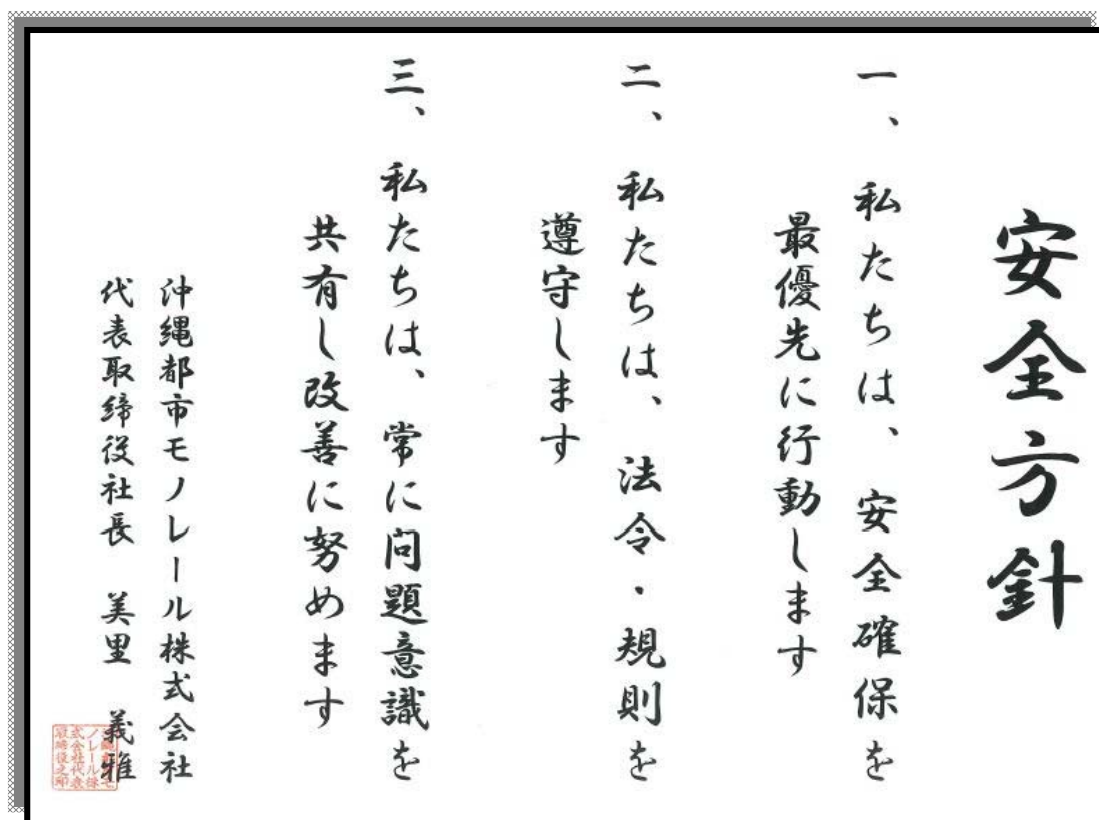 安全方針
一、私たちは、安全確保を
最優先に行動します
二、私たちは、法令・規則を
遵守します
三、私たちは、常に問題意識を
共有し改善に努めます
沖縄都市モノレール株式会社
代表取締役社長 美里 義雅